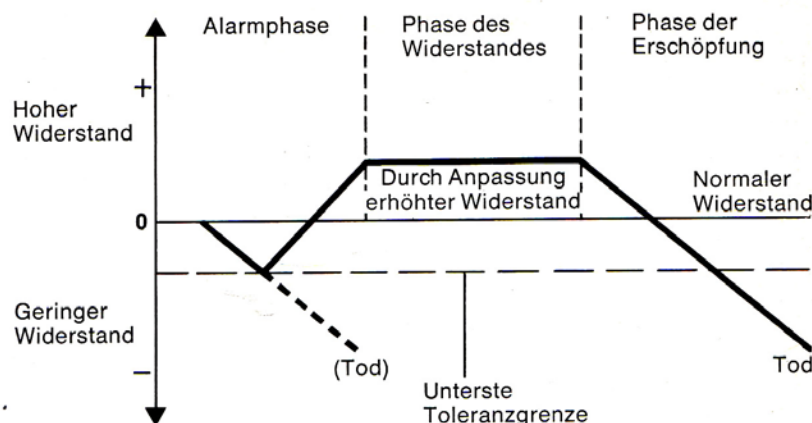 Alarmphase
Phase des
Widerstandes
Phase der
Erschöpfung
+
Hoher
Widerstand
Durch Anpassung
erhöhter Widerstand
Normaler
Widerstand
0
Geringer
Widerstand
(Tod)
Tod
−
Unterste
Toleranzgrenze